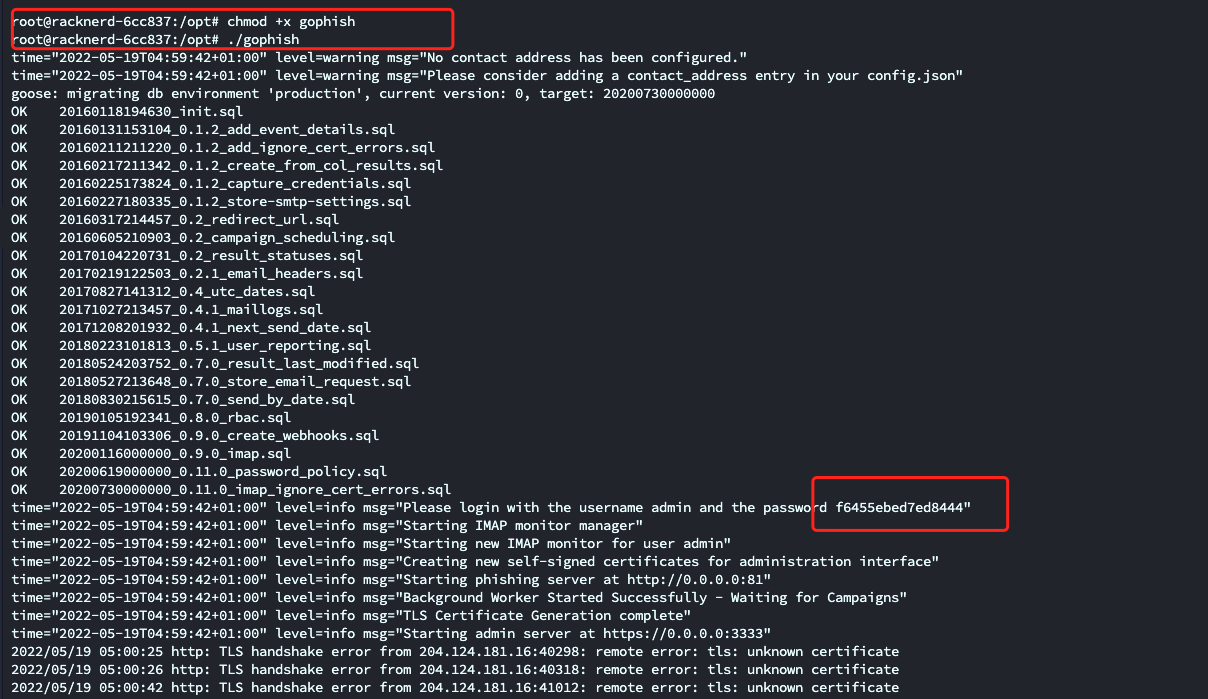 root@racknerd-6cc837:/opt# chmod +x gophish
root@racknerd-6cc837:/opt# ./gophish
time="2022-05-19T04:59:42+01:00" level=warning msg="No contact address has been configured."
time="2022-05-19T04:59:42+01:00" level=warning msg="Please consider adding a contact_address entry in your config.json"
goose: migrating db environment 'production', current version: 0, target: 20200730000000
OK    20160118194630_init.sql
OK    20160131153104_0.1.2_add_event_details.sql
OK    20160211211220_0.1.2_add_ignore_cert_errors.sql
OK    20160217211342_0.1.2_create_from_col_results.sql
OK    20160225173824_0.1.2_capture_credentials.sql
OK    20160227180335_0.1.2_store-smtp-settings.sql
OK    20160317214457_0.2_redirect_url.sql
OK    20160605210903_0.2_campaign_scheduling.sql
OK    20170104220731_0.2_result_statuses.sql
OK    20170219122503_0.2.1_email_headers.sql
OK    20170827141312_0.4_utc_dates.sql
OK    20171027213457_0.4.1_maillogs.sql
OK    20171208201932_0.4.1_next_send_date.sql
OK    20180223101813_0.5.1_user_reporting.sql
OK    20180524203752_0.7.0_result_last_modified.sql
OK    20180527213648_0.7.0_store_email_request.sql
OK    20180830215615_0.7.0_send_by_date.sql
OK    20190105192341_0.8.0_rbac.sql
OK    20191104103306_0.9.0_create_webhooks.sql
OK    20200116000000_0.9.0_imap.sql
OK    20200619000000_0.11.0_password_policy.sql
OK    20200730000000_0.11.0_imap_ignore_cert_errors.sql
time="2022-05-19T04:59:42+01:00" level=info msg="Please login with the username admin and the password f6455ebed7ed8444"
time="2022-05-19T04:59:42+01:00" level=info msg="Starting IMAP monitor manager"
time="2022-05-19T04:59:42+01:00" level=info msg="Starting new IMAP monitor for user admin"
time="2022-05-19T04:59:42+01:00" level=info msg="Creating new self-signed certificates for administration interface"
time="2022-05-19T04:59:42+01:00" level=info msg="Starting phishing server at http://0.0.0.0:81"
time="2022-05-19T04:59:42+01:00" level=info msg="Background Worker Started Successfully - Waiting for Campaigns"
time="2022-05-19T04:59:42+01:00" level=info msg="TLS Certificate Generation complete"
time="2022-05-19T04:59:42+01:00" level=info msg="Starting admin server at https://0.0.0.0:3333"
2022/05/19 05:00:25 http: TLS handshake error from 204.124.181.16:40298: remote error: tls: unknown certificate
2022/05/19 05:00:26 http: TLS handshake error from 204.124.181.16:40318: remote error: tls: unknown certificate
2022/05/19 05:00:42 http: TLS handshake error from 204.124.181.16:41012: remote error: tls: unknown certificate